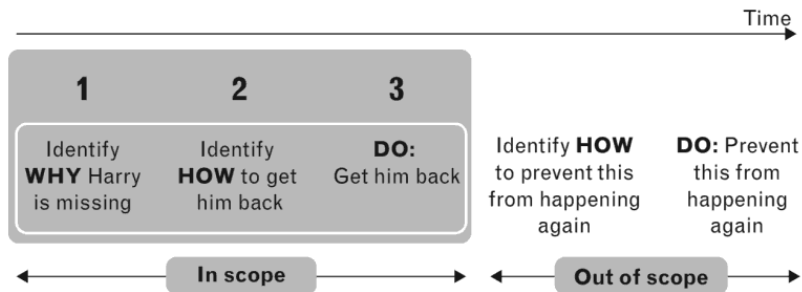 Time
1
2
3
Identify
WHY Harry
is missing
Identify
HOW to get
him back
DO:
Get him back
Identify HOW
to prevent this
from happening
again
DO: Prevent
this from
happening
again
In scope
Out of scope